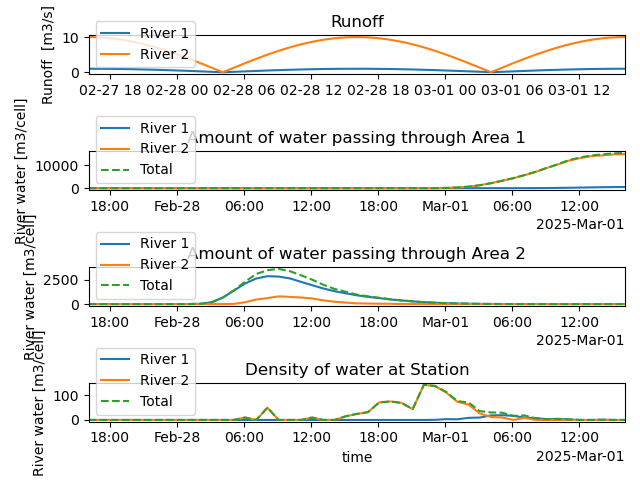 Runoff
Runoff [m3/s]
River 1
River 2
10
0
02-27 18 02-28 00 02-28 06 02-28 12 02-28 18 03-01 00 03-01 06 03-01 12
Amount of water passing through Area 1
River water [m3/cell]
River 1
River 2
Total
10000
0
18:00 Feb-28 06:00 12:00 18:00 Mar-01 06:00 12:00
2025-Mar-01
Amount of water passing through Area 2
River water [m3/cell]
River 1
River 2
Total
2500
0
18:00 Feb-28 06:00 12:00 18:00 Mar-01 06:00 12:00
2025-Mar-01
Density of water at Station
River water [m3/cell]
River 1
River 2
Total
100
0
18:00 Feb-28 06:00 12:00 18:00 Mar-01 06:00 12:00
time
2025-Mar-01